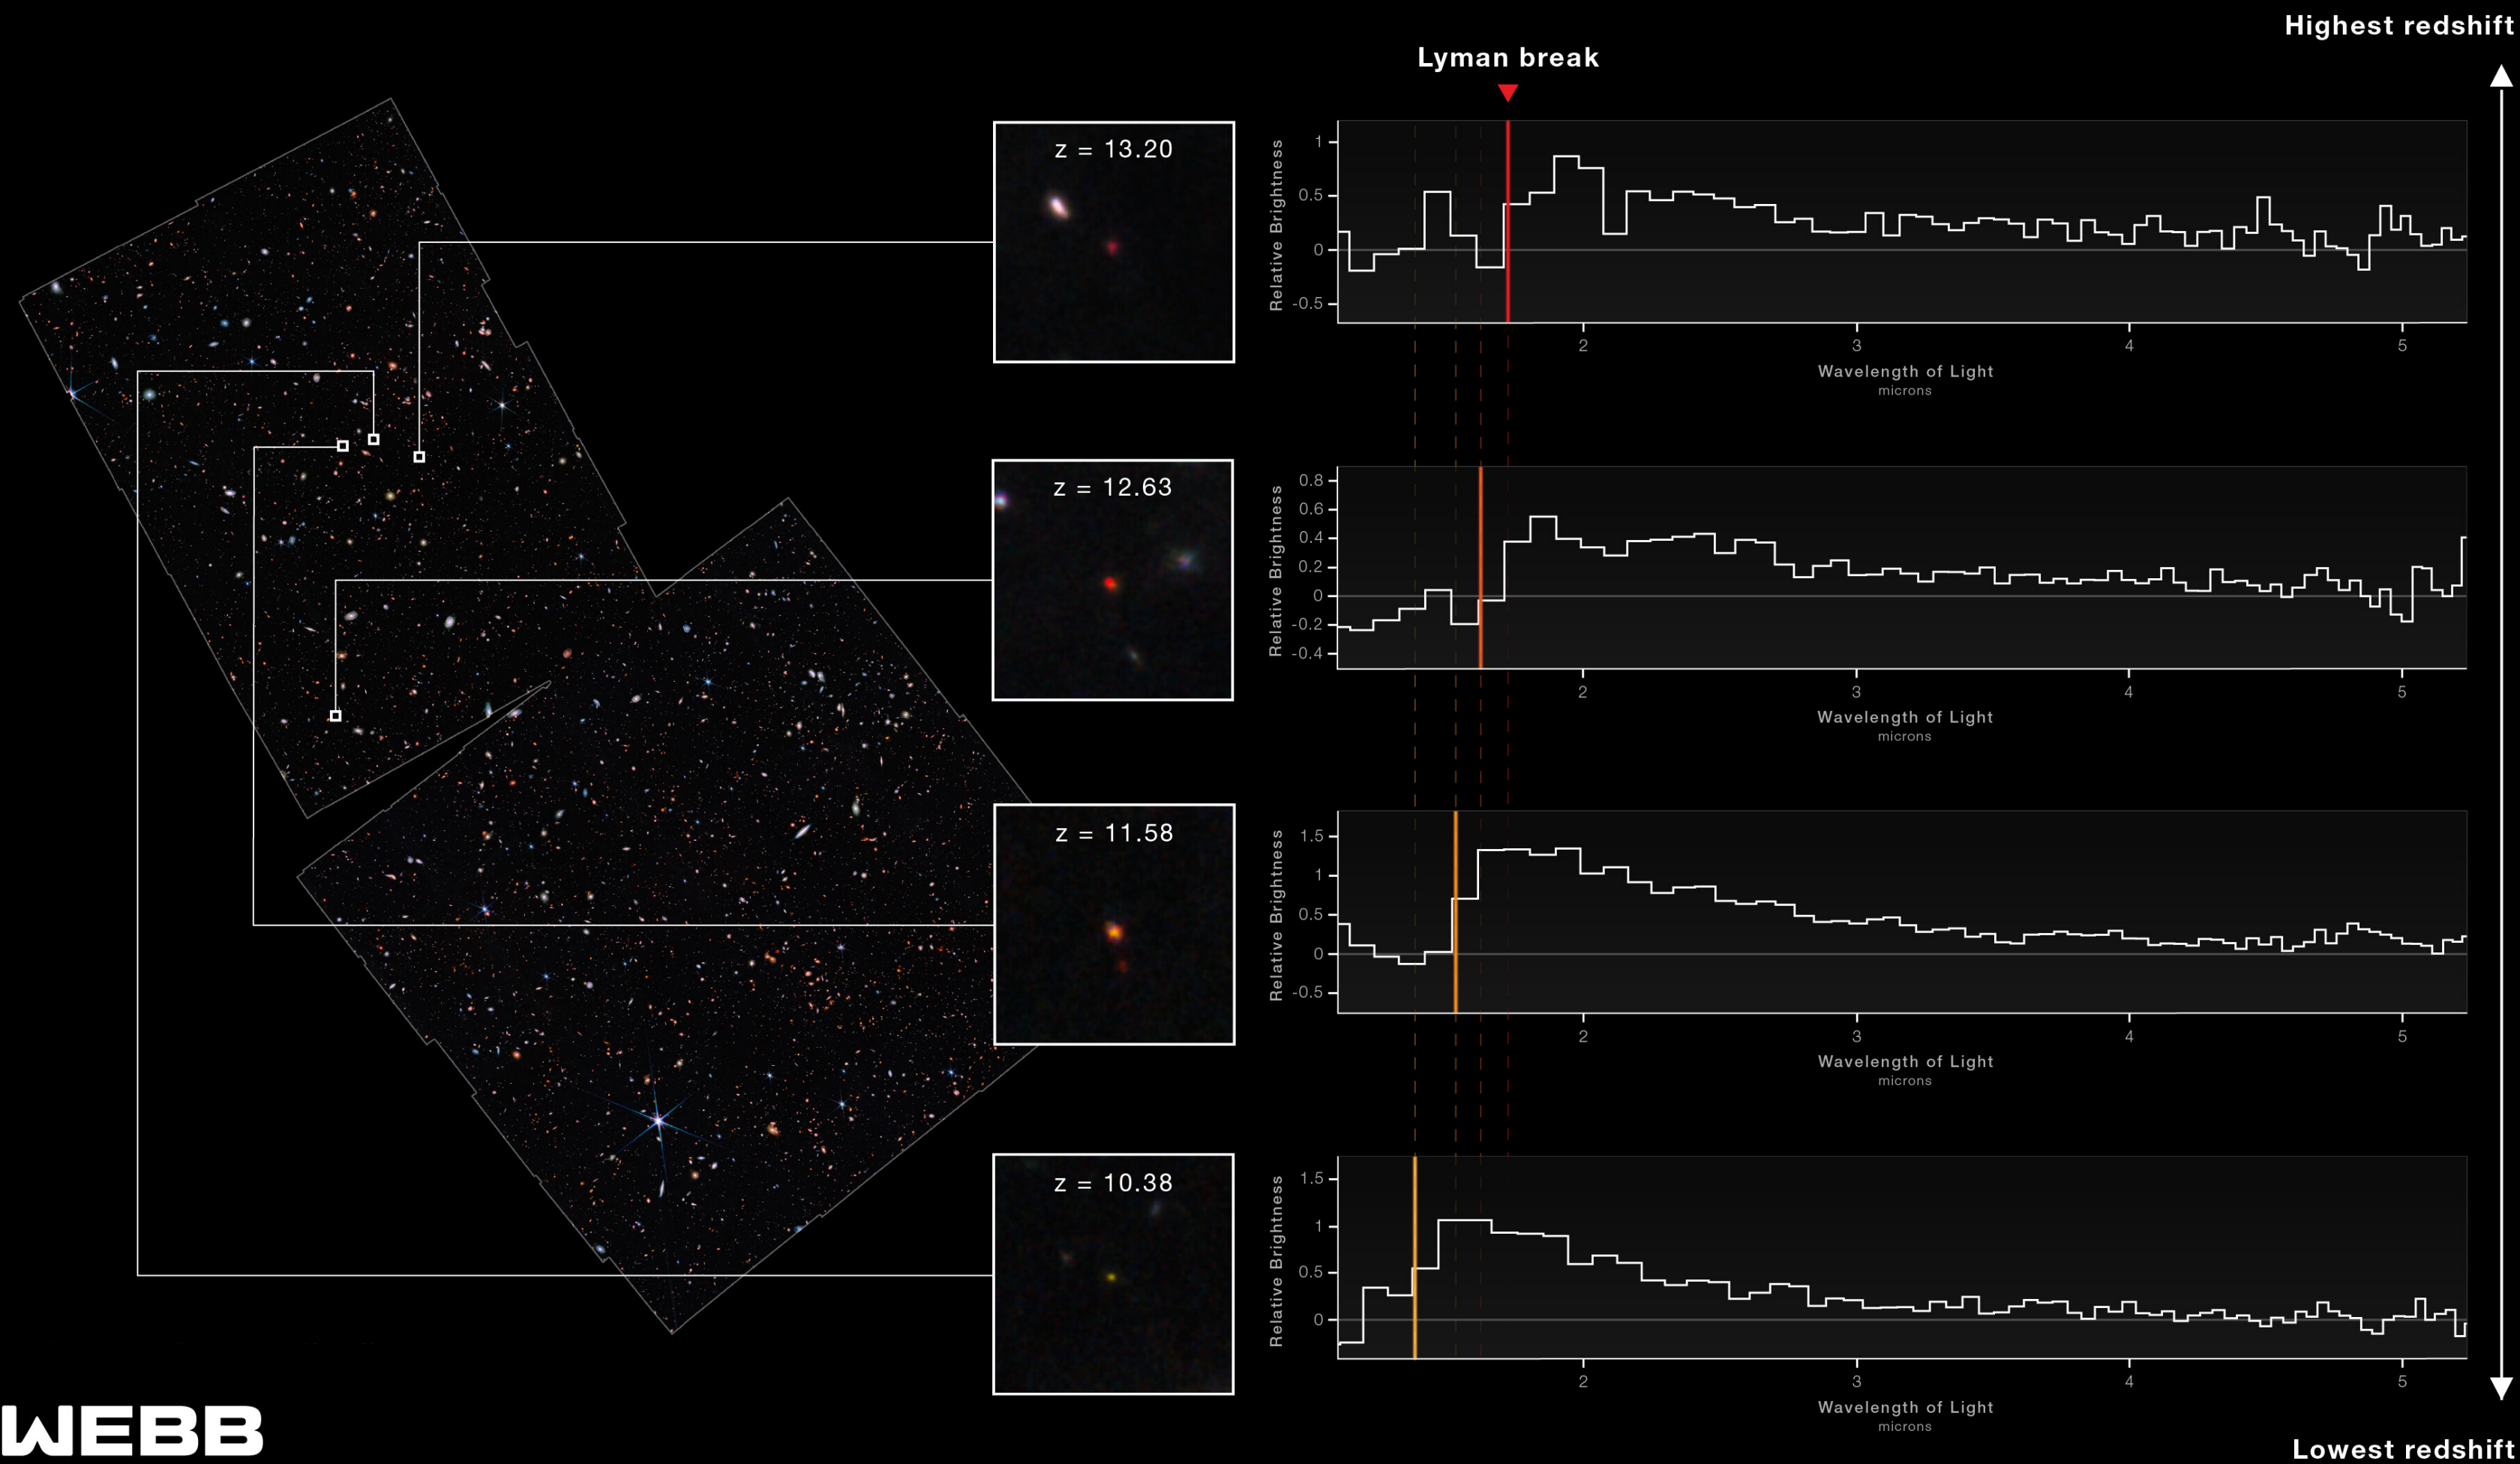 Highest redshift
Lyman break
z = 13.20
Relative Brightness
1
0.5
0
-0.5
2
3
4
5
Wavelength of Light
microns
z = 12.63
Relative Brightness
0.8
0.6
0.4
0.2
0
-0.2
-0.4
2
3
4
5
Wavelength of Light
microns
z = 11.58
Relative Brightness
1.5
1
0.5
0
-0.5
2
3
4
5
Wavelength of Light
microns
z = 10.38
Relative Brightness
1.5
1
0.5
0
2
3
4
5
Wavelength of Light
microns
WEBB
Lowest redshift